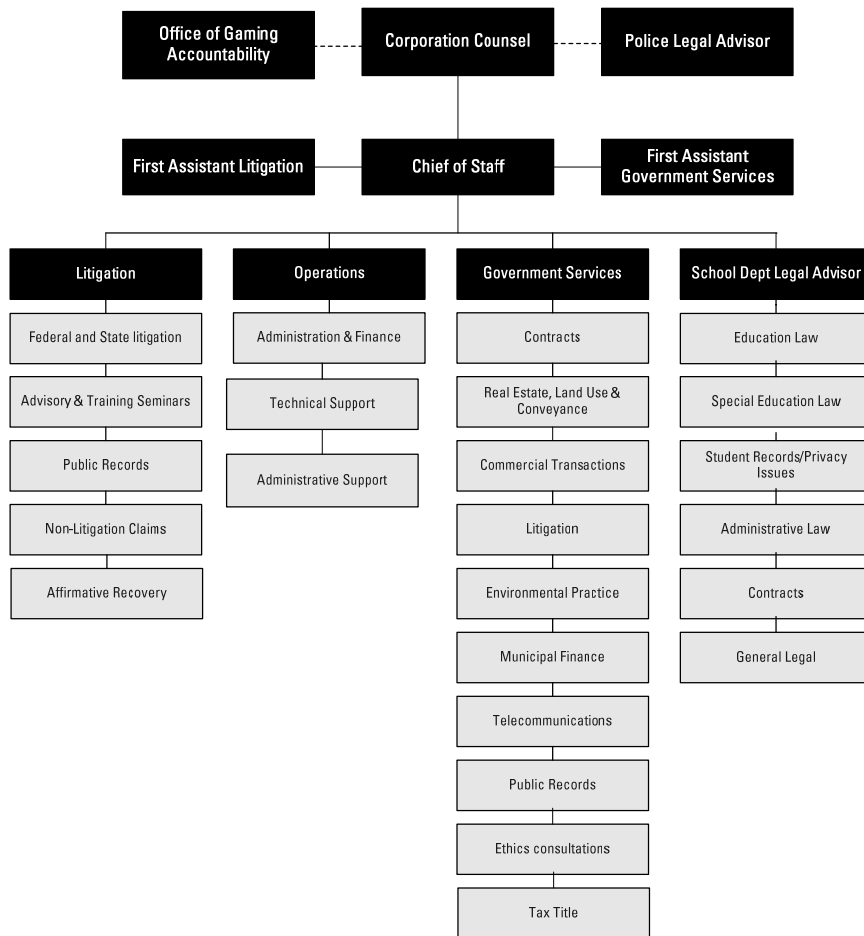 Office of Gaming
Accountability
Corporation Counsel
Police Legal Advisor
First Assistant Litigation
Chief of Staff
First Assistant
Government Services
Litigation
Federal and State litigation
Advisory & Training Seminars
Public Records
Non-Litigation Claims
Affirmative Recovery
Operations
Administration & Finance
Technical Support
Administrative Support
Government Services
Contracts
Real Estate, Land Use &
Conveyance
Commercial Transactions
Litigation
Environmental Practice
Municipal Finance
Telecommunications
Public Records
Ethics consultations
Tax Title
School Dept Legal Advisor
Education Law
Special Education Law
Student Records/Privacy
Issues
Administrative Law
Contracts
General Legal